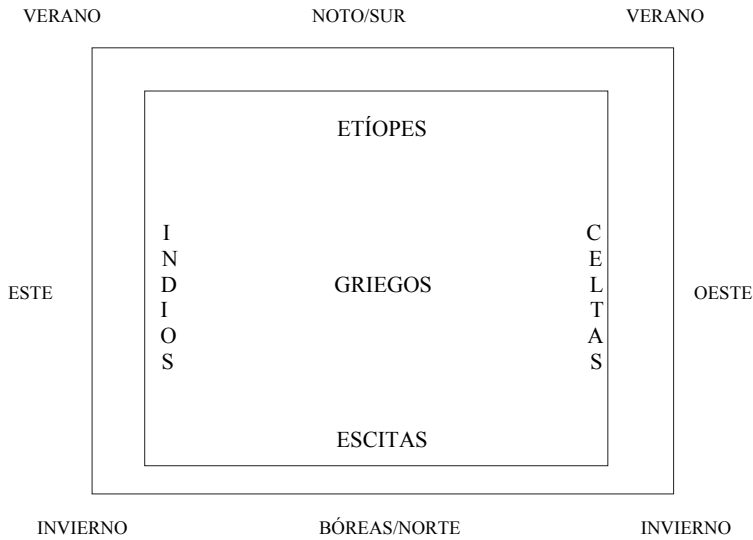 VERANO NOTO/SUR VERANO
ETÍOPES
INDIOS
CELTAS
ESTE GRIEGOS OESTE
ESCITAS
INVIERNO BÓREAS/NORTE INVIERNO